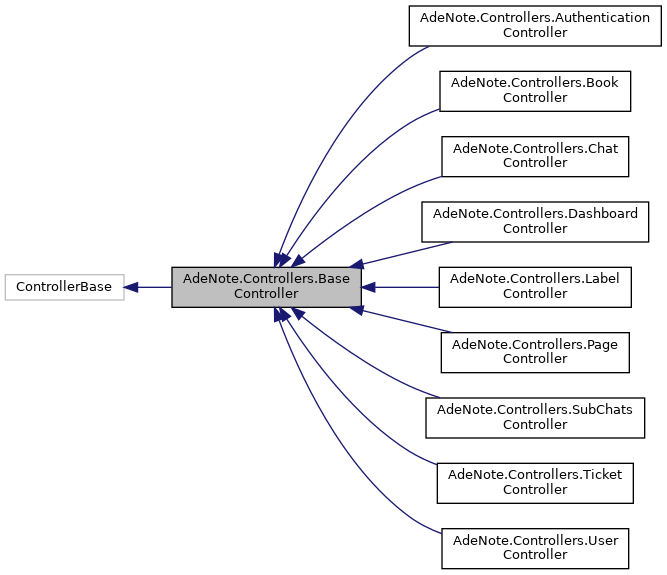 AdeNote.Controllers.Authentication
Controller
AdeNote.Controllers.Book
Controller
AdeNote.Controllers.Chat
Controller
AdeNote.Controllers.Dashboard
Controller
ControllerBase
AdeNote.Controllers.Base
Controller
AdeNote.Controllers.Label
Controller
AdeNote.Controllers.Page
Controller
AdeNote.Controllers.SubChats
Controller
AdeNote.Controllers.Ticket
Controller
AdeNote.Controllers.User
Controller